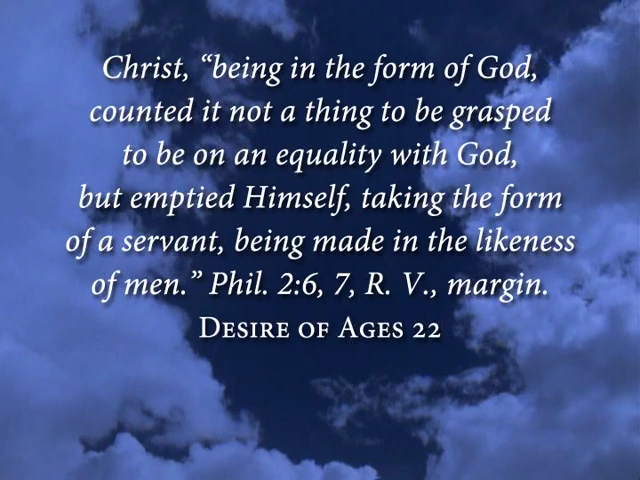 Christ, “being in the form of God,
counted it not a thing to be grasped
to be on an equality with God,
but emptied Himself, taking the form
of a servant, being made in the likeness
of men.” Phil. 2:6, 7, R. V., margin.
Desire of Ages 22